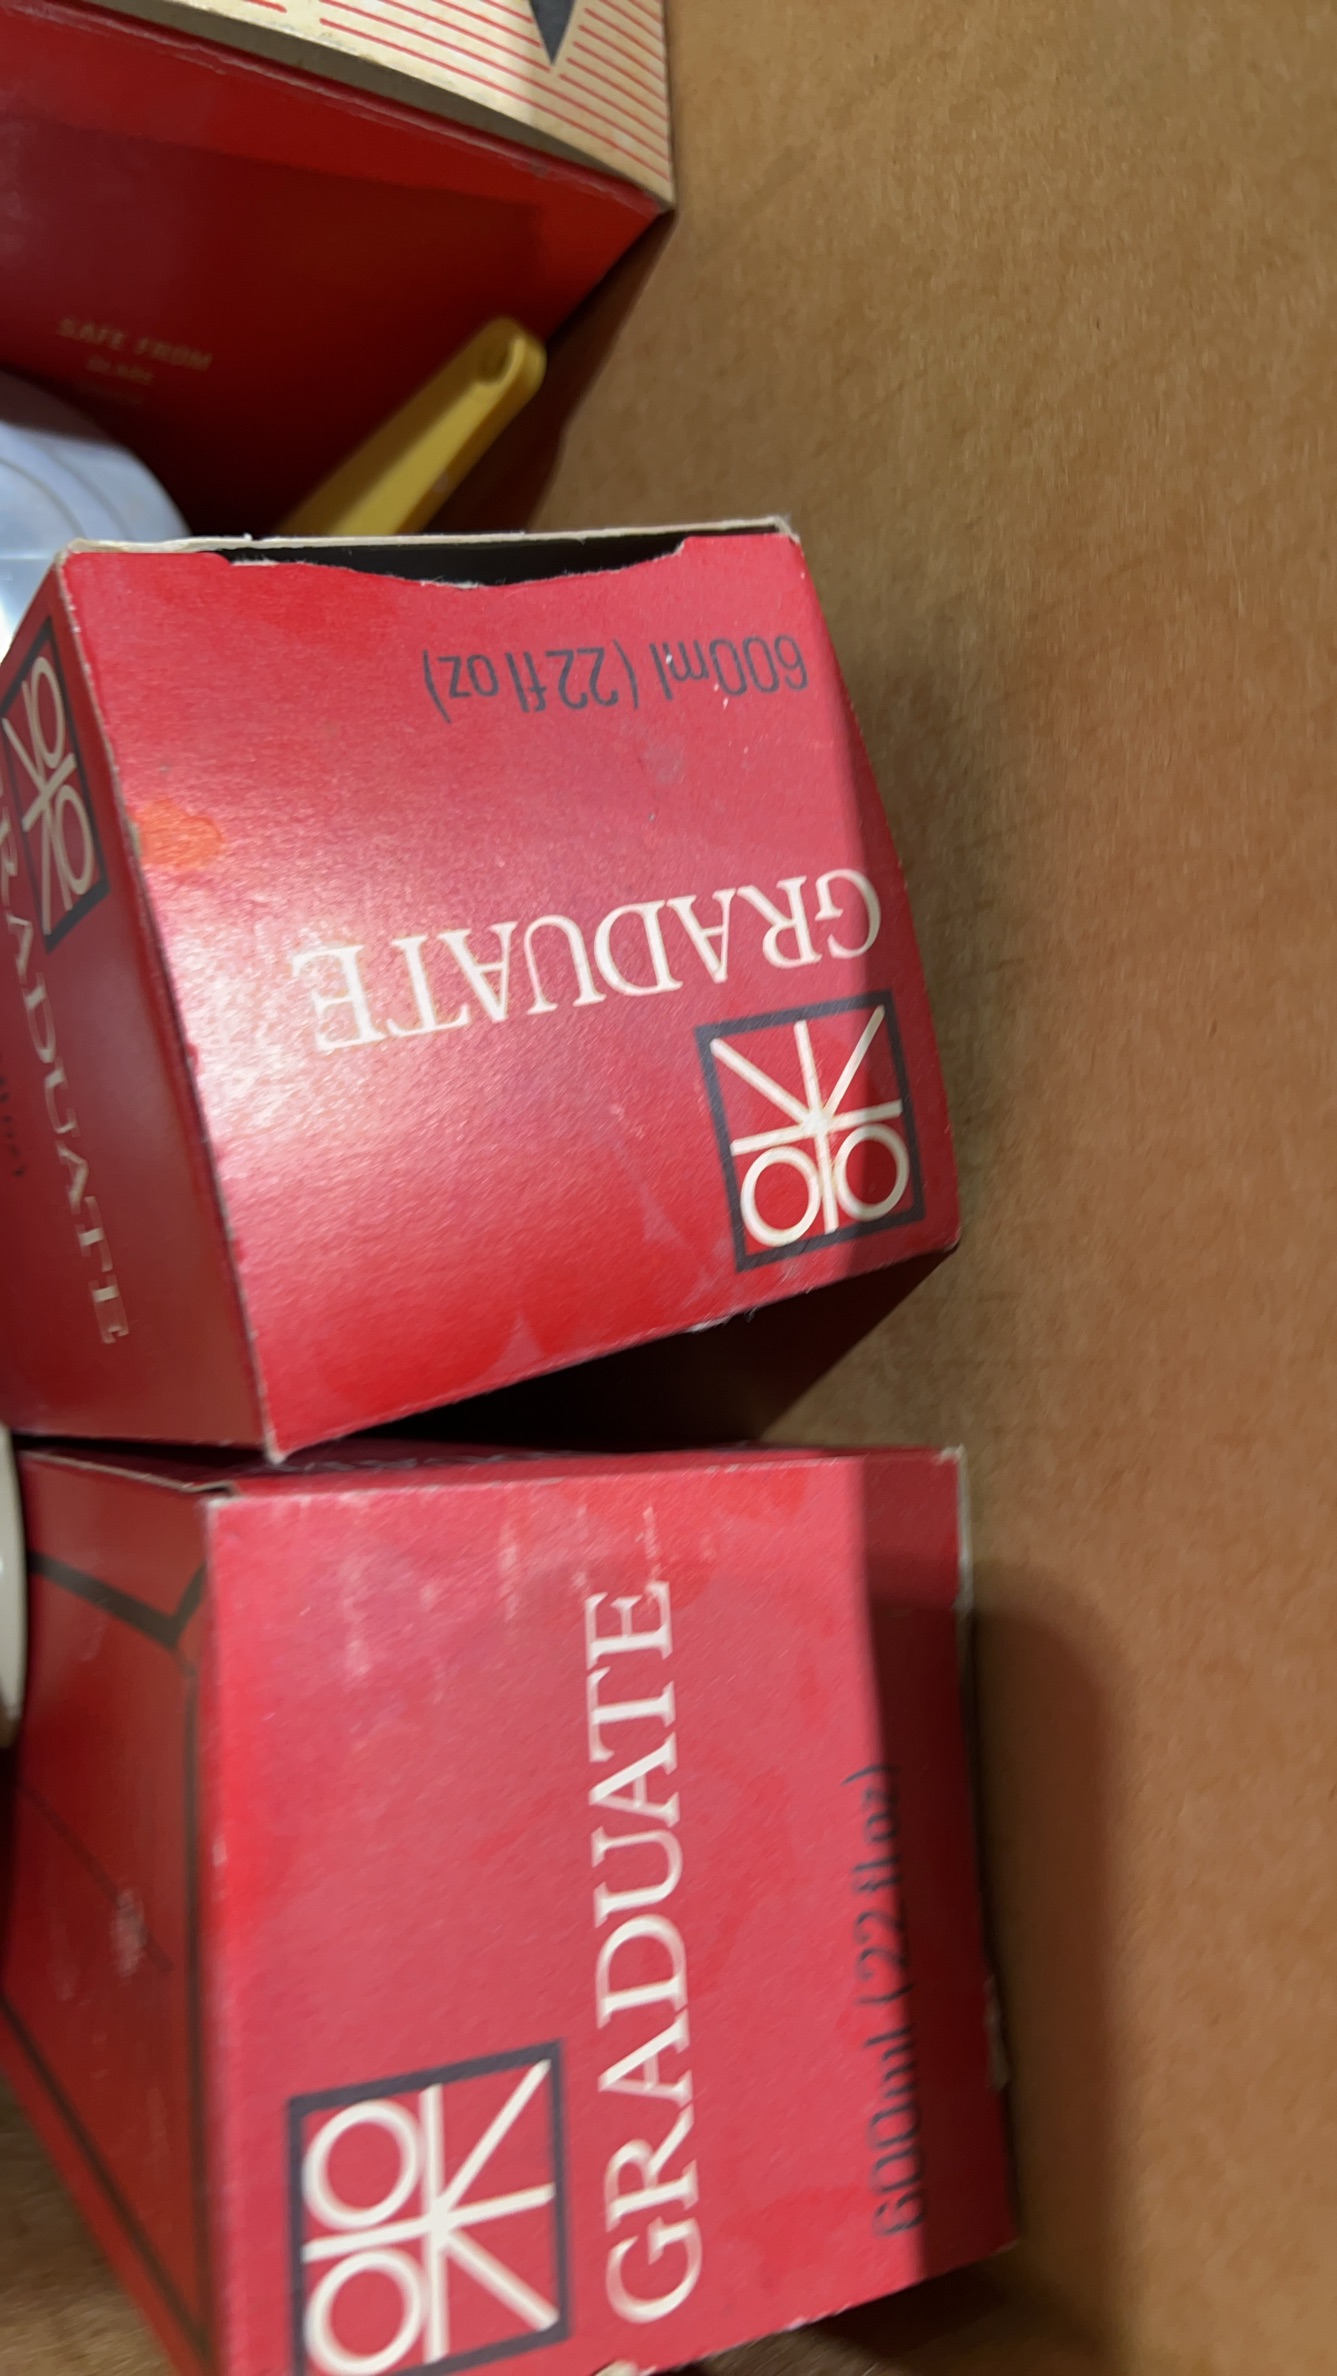 SAFE FROM
600ml (22fl oz)
GRADUATE
GRADUATE
GRADUATE
600ml (22fl oz)